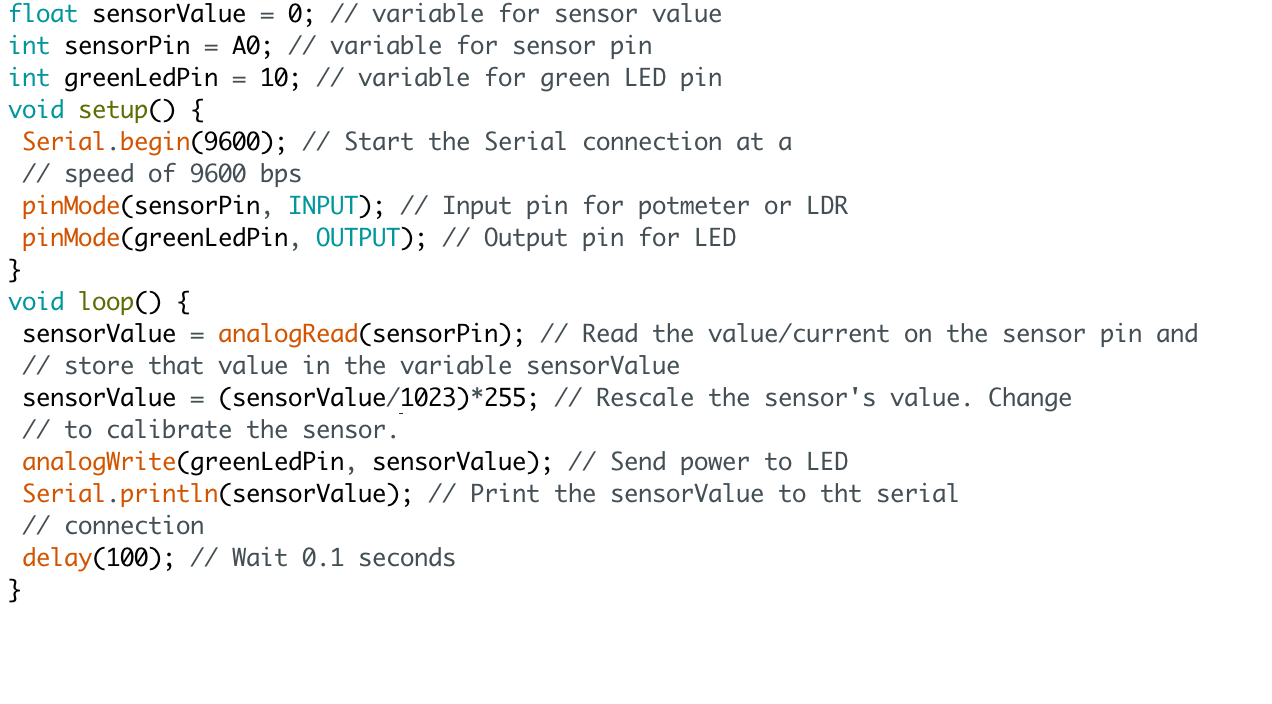 float sensorValue = 0; // variable for sensor value
int sensorPin = A0; // variable for sensor pin
int greenLedPin = 10; // variable for green LED pin
void setup() {
 Serial.begin(9600); // Start the Serial connection at a
 // speed of 9600 bps
 pinMode(sensorPin, INPUT); // Input pin for potmeter or LDR
 pinMode(greenLedPin, OUTPUT); // Output pin for LED
}
void loop() {
 sensorValue = analogRead(sensorPin); // Read the value/current on the sensor pin and
 // store that value in the variable sensorValue
 sensorValue = (sensorValue/1023)*255; // Rescale the sensor's value. Change
 // to calibrate the sensor.
 analogWrite(greenLedPin, sensorValue); // Send power to LED
 Serial.println(sensorValue); // Print the sensorValue to tht serial
 // connection
 delay(100); // Wait 0.1 seconds
}